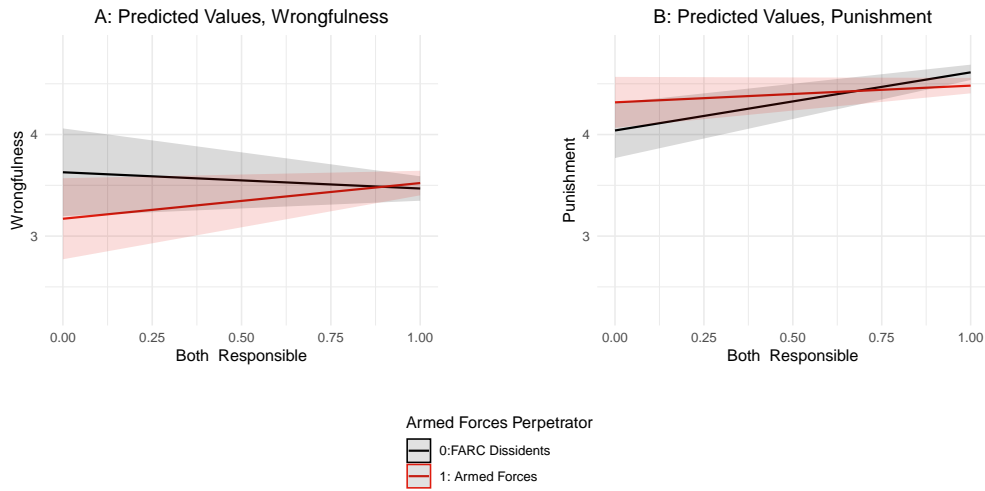 A: Predicted Values, Wrongfulness
Wrongfulness
4
3
0.00 0.25 0.50 0.75 1.00
Both Responsible
B: Predicted Values, Punishment
Punishment
4
3
0.00 0.25 0.50 0.75 1.00
Both Responsible
Armed Forces Perpetrator
0:FARC Dissidents
1: Armed Forces